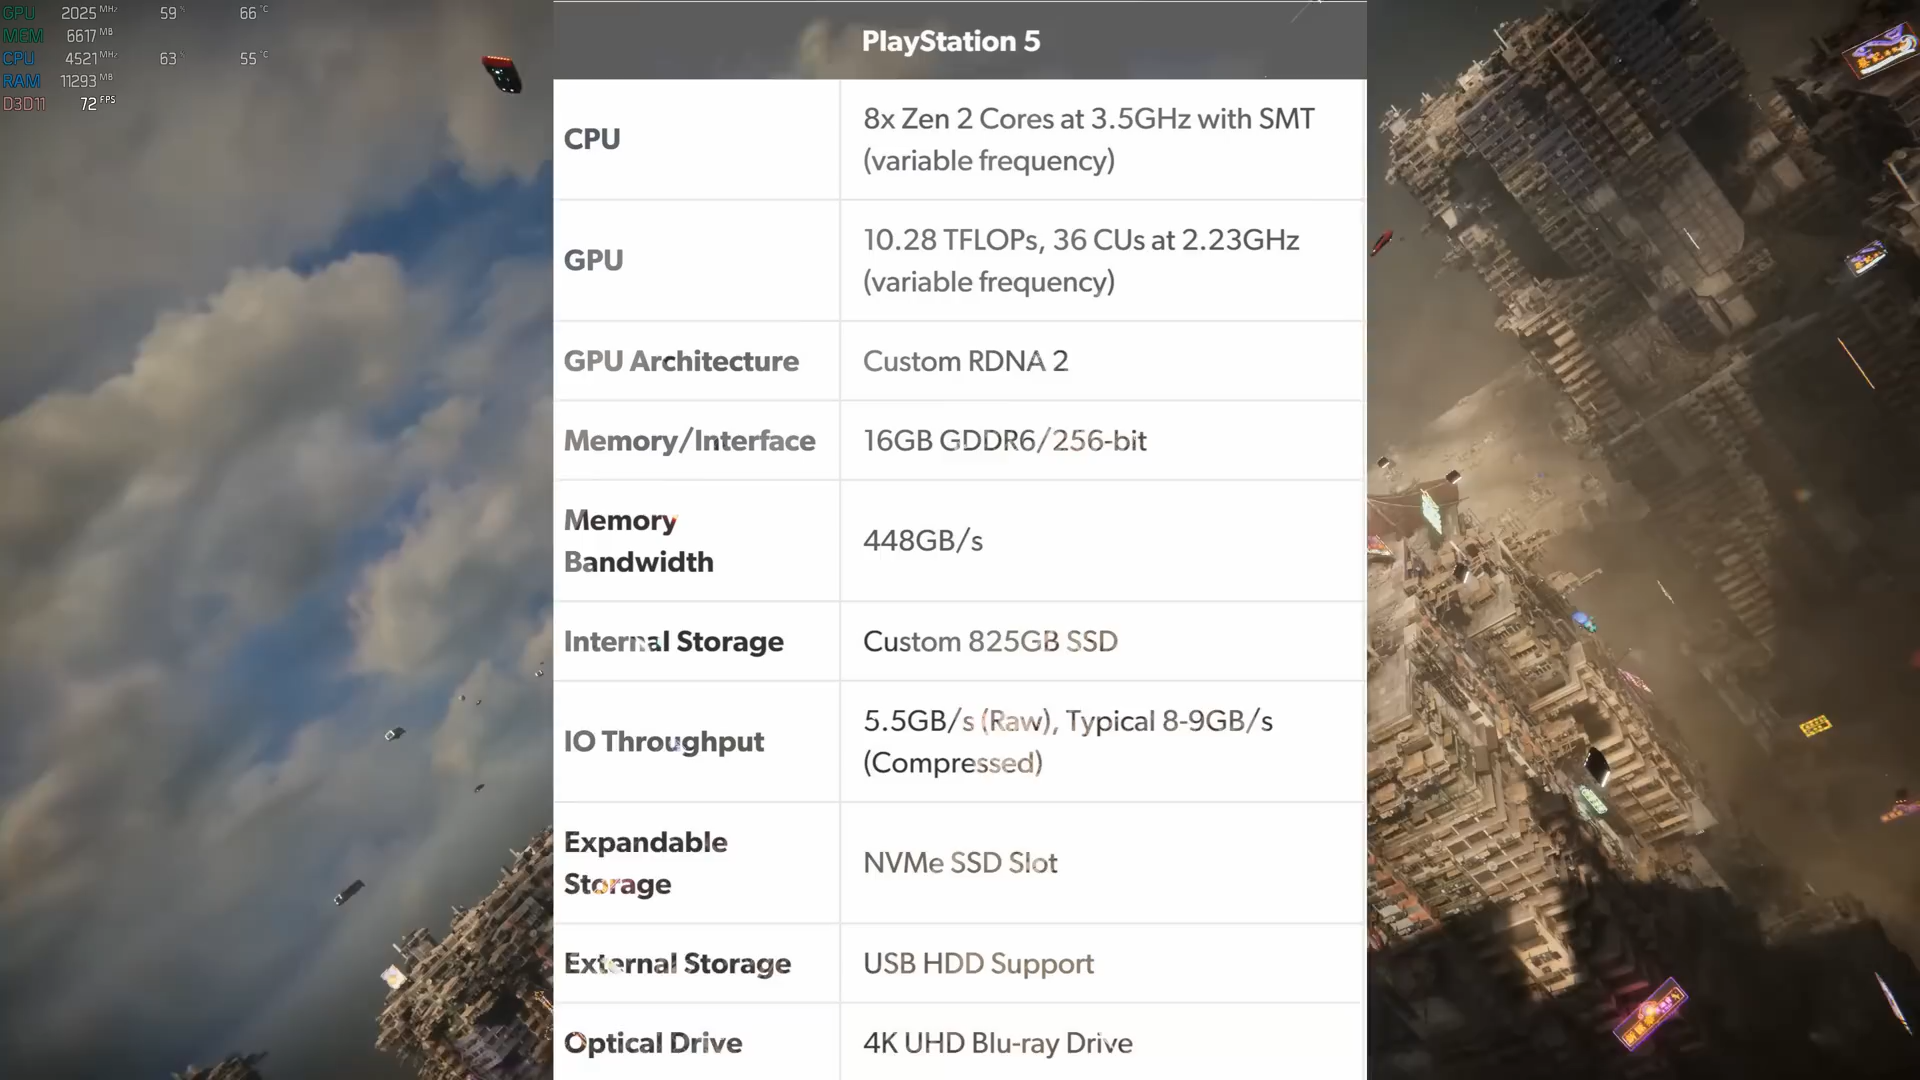 GPU 2025 MHz 59 % 66 °C
MEM 6617 MB
CPU 4521 MHz 63 % 55 °C
RAM 11293 MB
D3D11 72 FPS
PlayStation 5
CPU
8x Zen 2 Cores at 3.5GHz with SMT
(variable frequency)
GPU
10.28 TFLOPs, 36 CUs at 2.23GHz
(variable frequency)
GPU Architecture
Custom RDNA 2
Memory/Interface
16GB GDDR6/256-bit
Memory
Bandwidth
448GB/s
Internal Storage
Custom 825GB SSD
IO Throughput
5.5GB/s (Raw), Typical 8-9GB/s
(Compressed)
Expandable
Storage
NVMe SSD Slot
External Storage
USB HDD Support
Optical Drive
4K UHD Blu-ray Drive